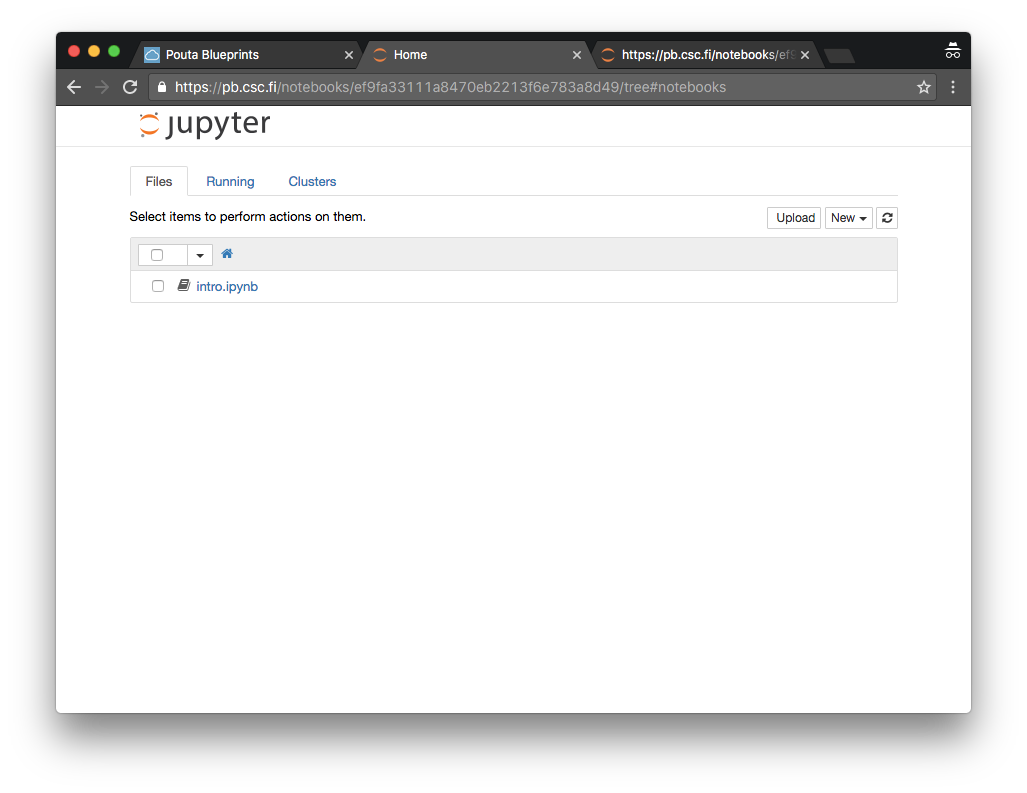 Pouta Blueprints
Home
https://pb.csc.fi/notebooks/ef9
https://pb.csc.fi/notebooks/ef9fa33111a8470eb2213f6e783a8d49/tree#notebooks
jupyter
Files Running Clusters
Select items to perform actions on them.
Upload New
intro.ipynb